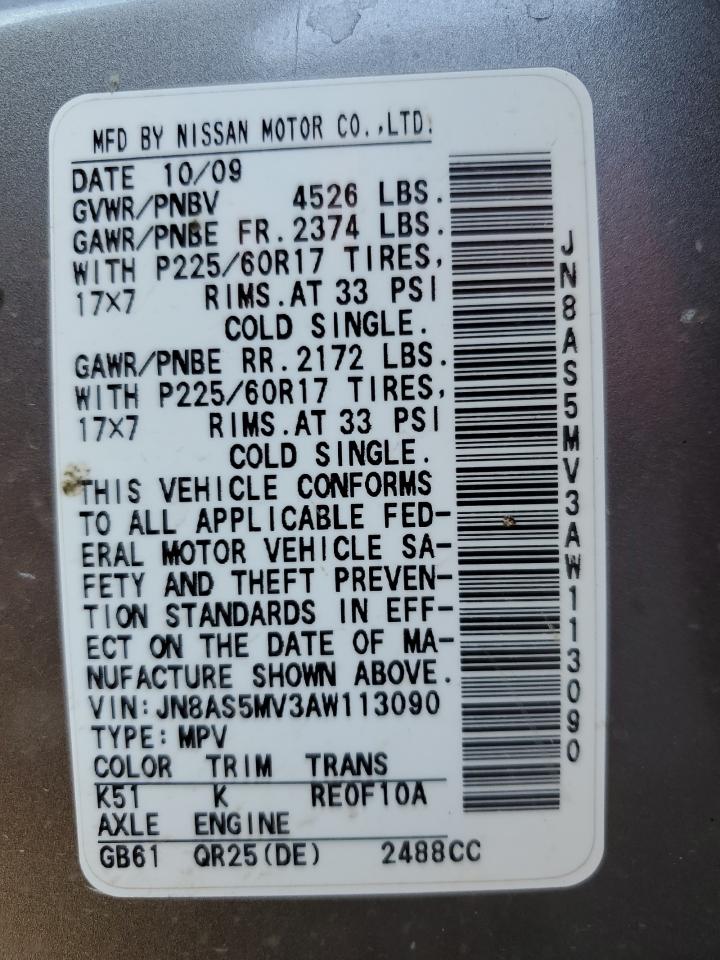 MFD BY NISSAN MOTOR CO.,LTD.
DATE 10/09
GVWR/PNBV 4526 LBS.
GAWR/PNBE FR.2374 LBS.
WITH P225/60R17 TIRES,
17X7 RIMS.AT 33 PSI
COLD SINGLE.
GAWR/PNBE RR.2172 LBS.
WITH P225/60R17 TIRES,
17X7 RIMS.AT 33 PSI
COLD SINGLE.
THIS VEHICLE CONFORMS
TO ALL APPLICABLE FED-
ERAL MOTOR VEHICLE SA-
FETY AND THEFT PREVEN-
TION STANDARDS IN EFF-
ECT ON THE DATE OF MA-
NUFACTURE SHOWN ABOVE.
VIN:JN8AS5MV3AW113090
TYPE:MPV
COLOR TRIM TRANS
K51 K RE0F10A
AXLE ENGINE
GB61 QR25(DE) 2488CC
JN8AS5MV3AW113090